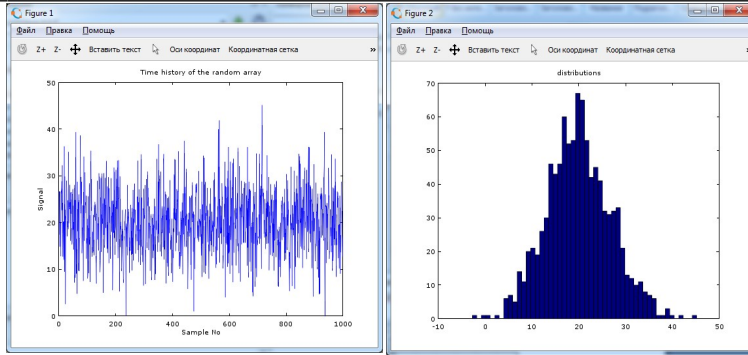 Figure 1
Файл Правка Помощь
Z+ Z- Вставить текст Оси координат Координатная сетка »
Time history of the random array
50
40
30
20
10
0
Signal
0 200 400 600 800 1000
Sample No
Figure 2
Файл Правка Помощь
Z+ Z- Вставить текст Оси координат Координатная сетка
distributions
70
60
50
40
30
20
10
0
-10 0 10 20 30 40 50